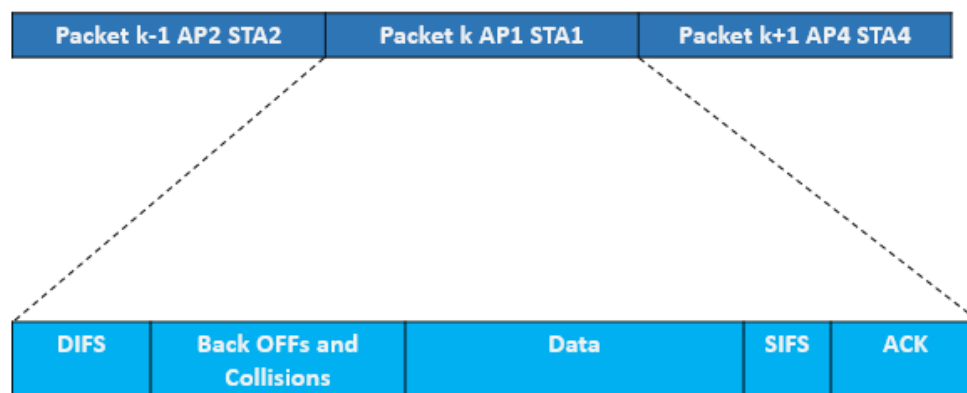 Packet k-1 AP2 STA2 Packet k AP1 STA1 Packet k+1 AP4 STA4
DIFS Back OFFs and Data SIFS ACK
Collisions